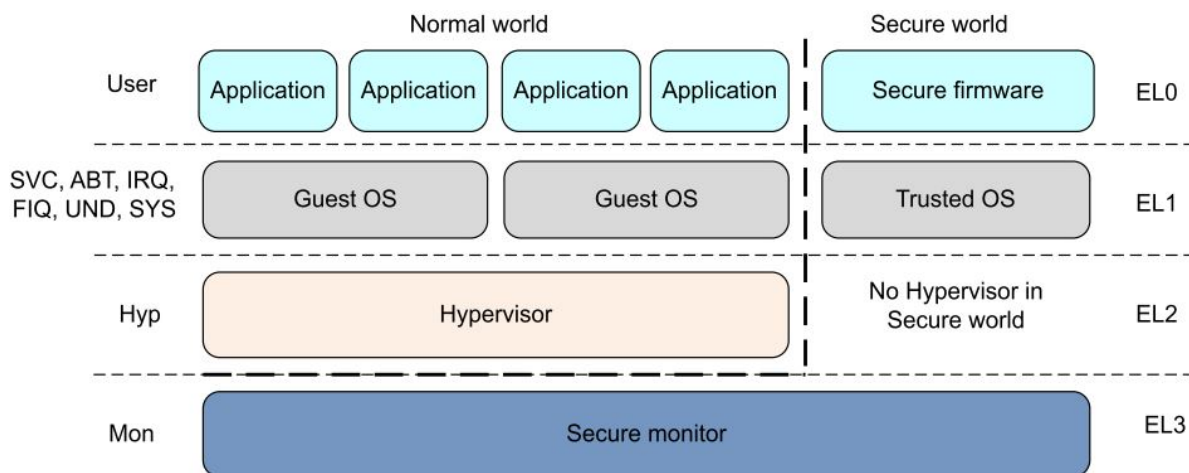 Normal world
Secure world
User
Application
Application
Application
Application
Secure firmware
EL0
SVC, ABT, IRQ,
FIQ, UND, SYS
Guest OS
Guest OS
Trusted OS
EL1
Hyp
Hypervisor
No Hypervisor in
Secure world
EL2
Mon
Secure monitor
EL3